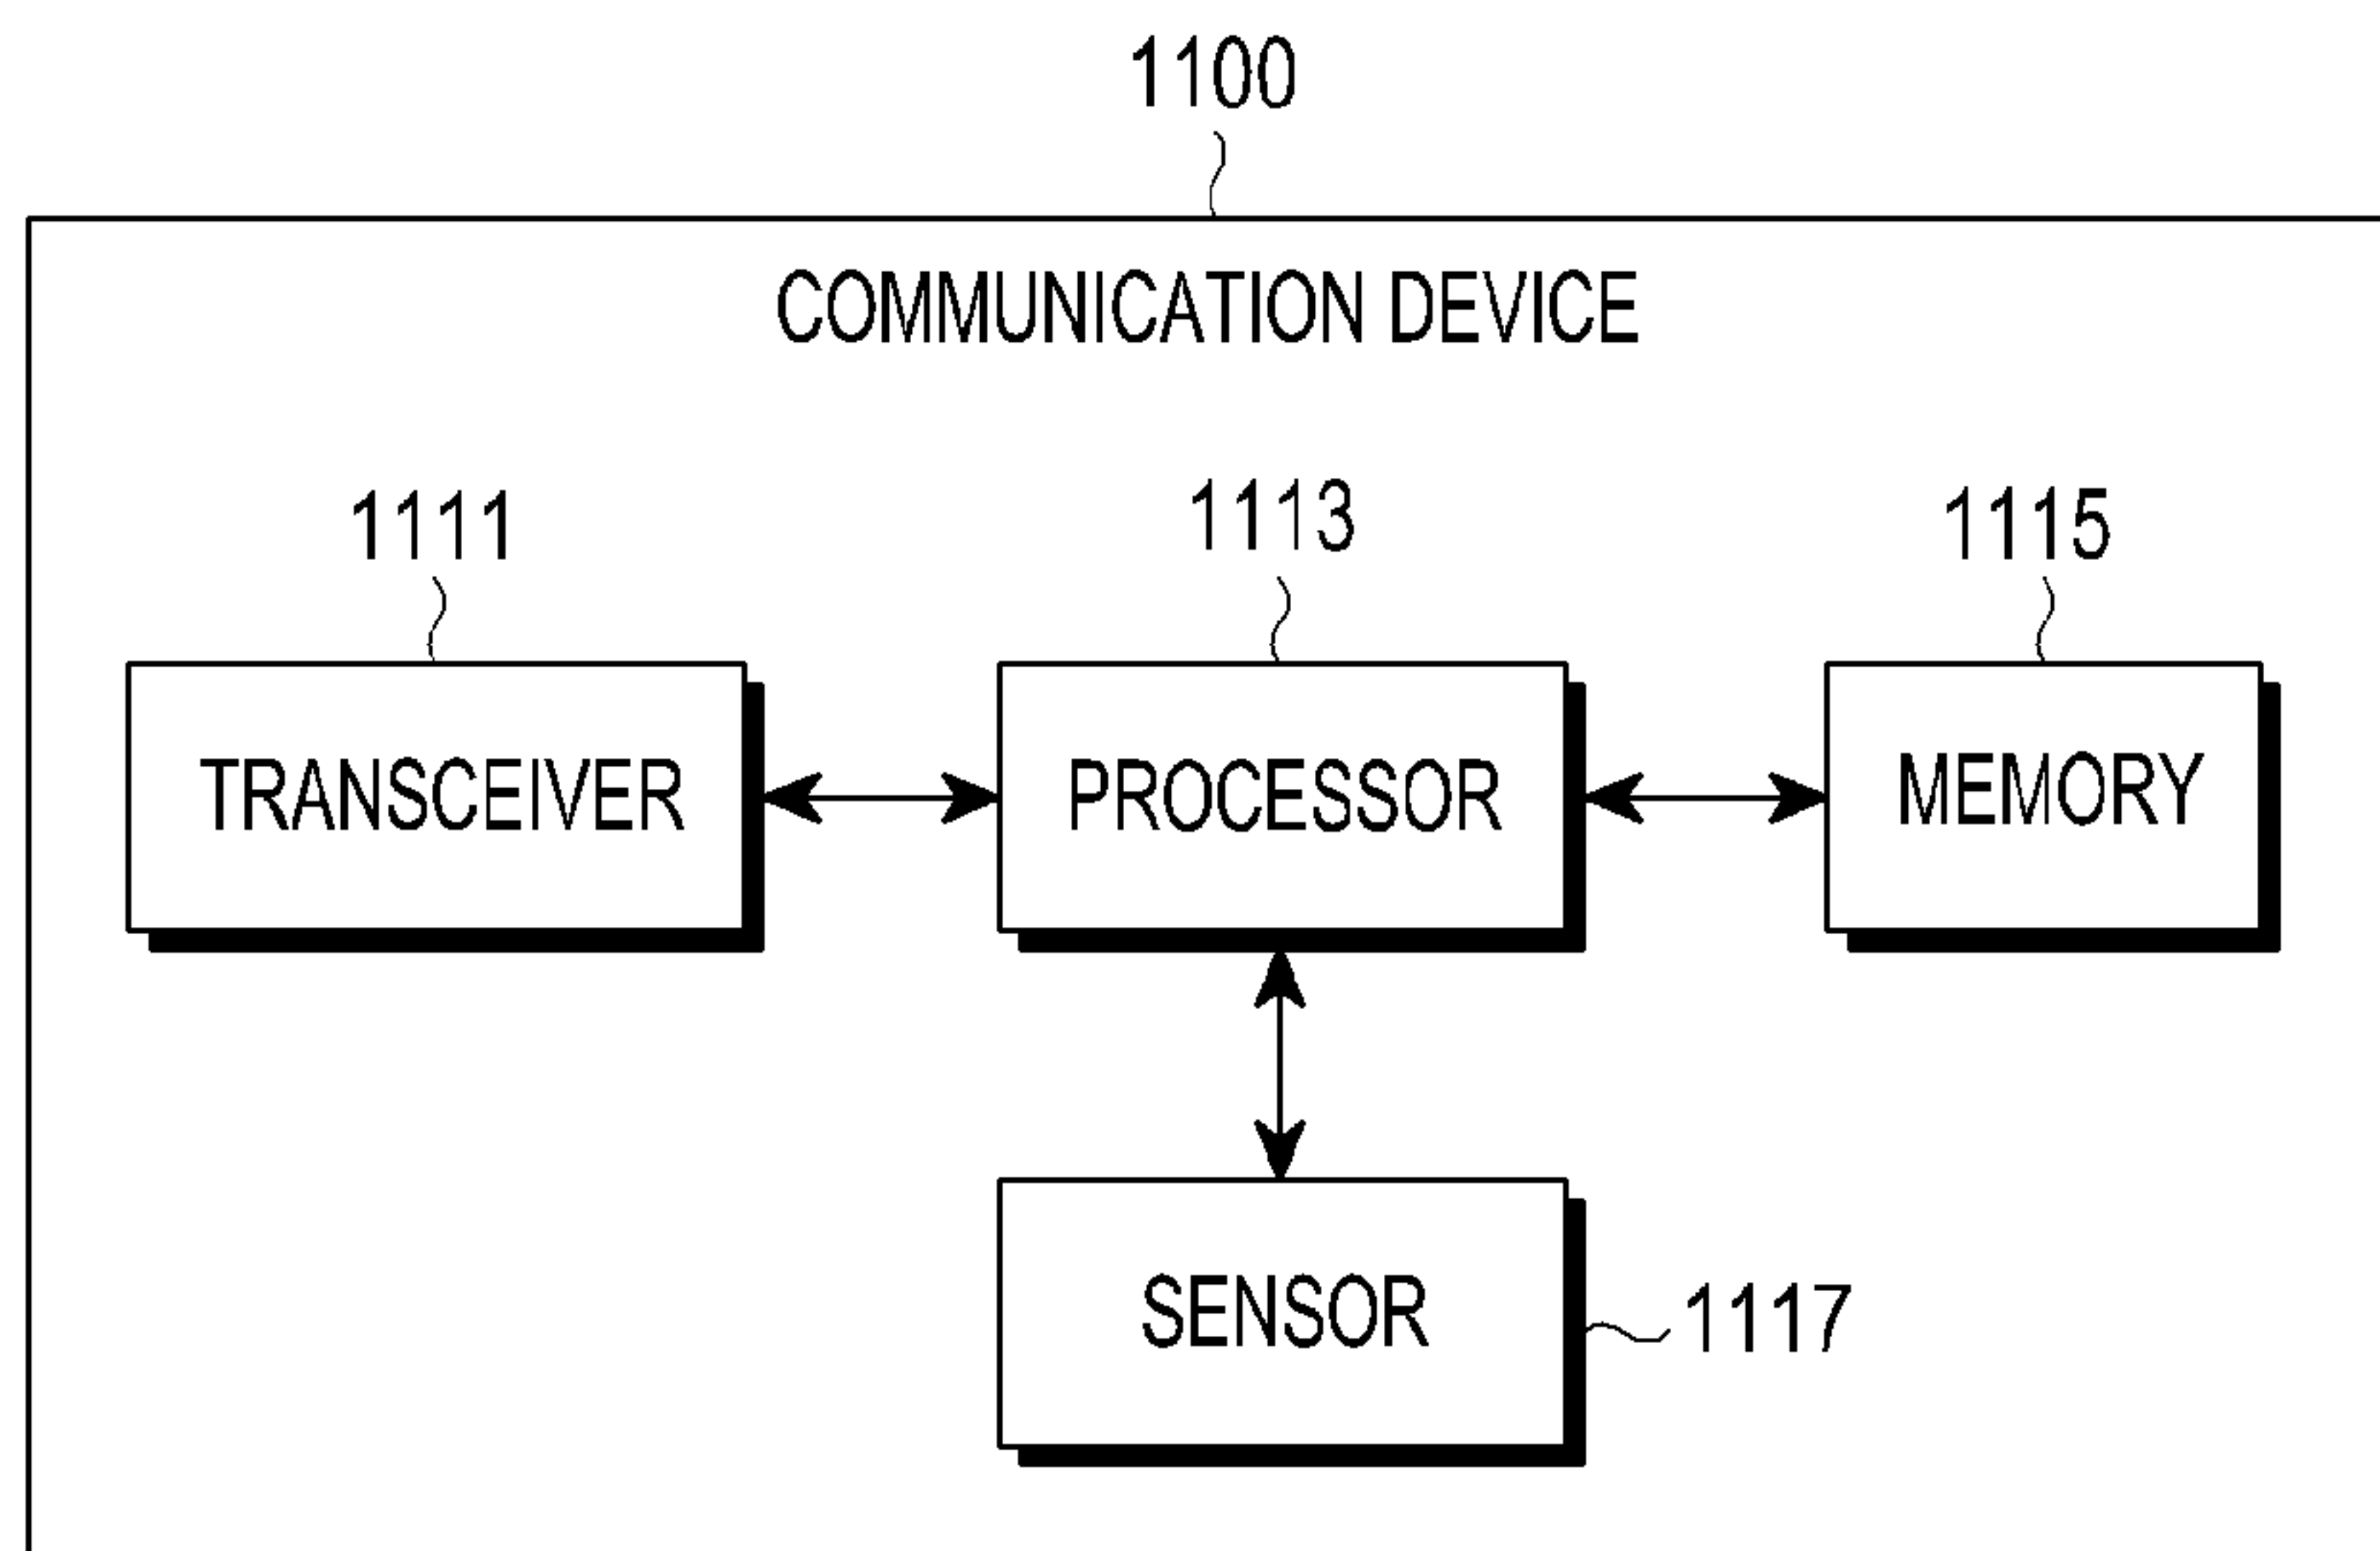 1100
COMMUNICATION DEVICE
1111
1113
1115
TRANSCEIVER
PROCESSOR
MEMORY
SENSOR
1117